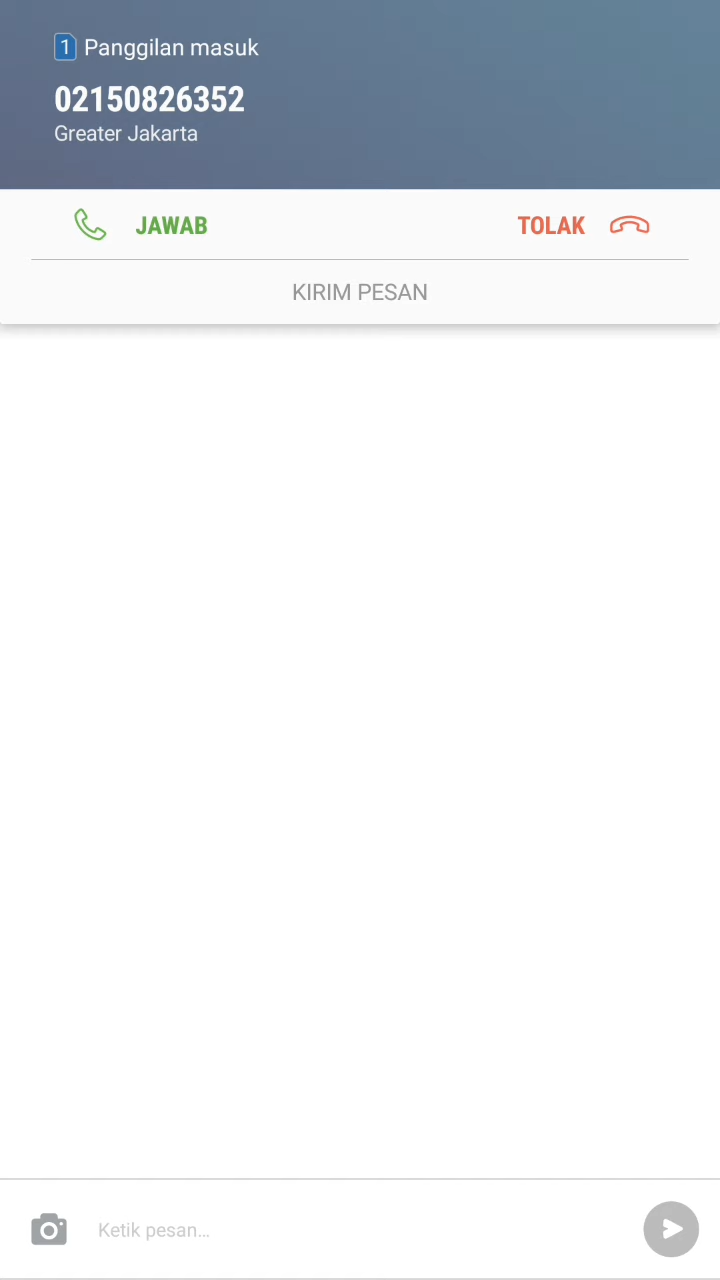 1 Panggilan masuk
02150826352
Greater Jakarta
JAWAB TOLAK
KIRIM PESAN
Ketik pesan...